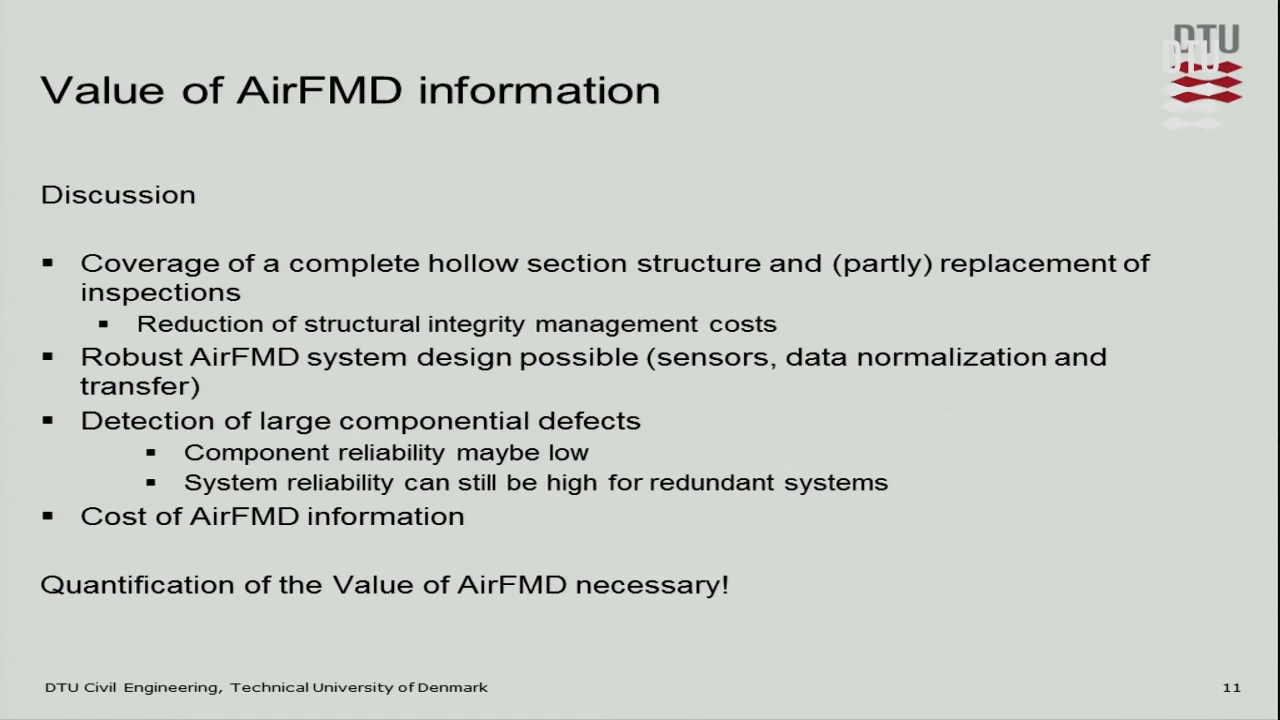 DTU
DTU
Value of AirFMD information
Discussion
▪ Coverage of a complete hollow section structure and (partly) replacement of
inspections
▪ Reduction of structural integrity management costs
▪ Robust AirFMD system design possible (sensors, data normalization and
transfer)
▪ Detection of large componential defects
▪ Component reliability maybe low
▪ System reliability can still be high for redundant systems
▪ Cost of AirFMD information
Quantification of the Value of AirFMD necessary!
DTU Civil Engineering, Technical University of Denmark
11